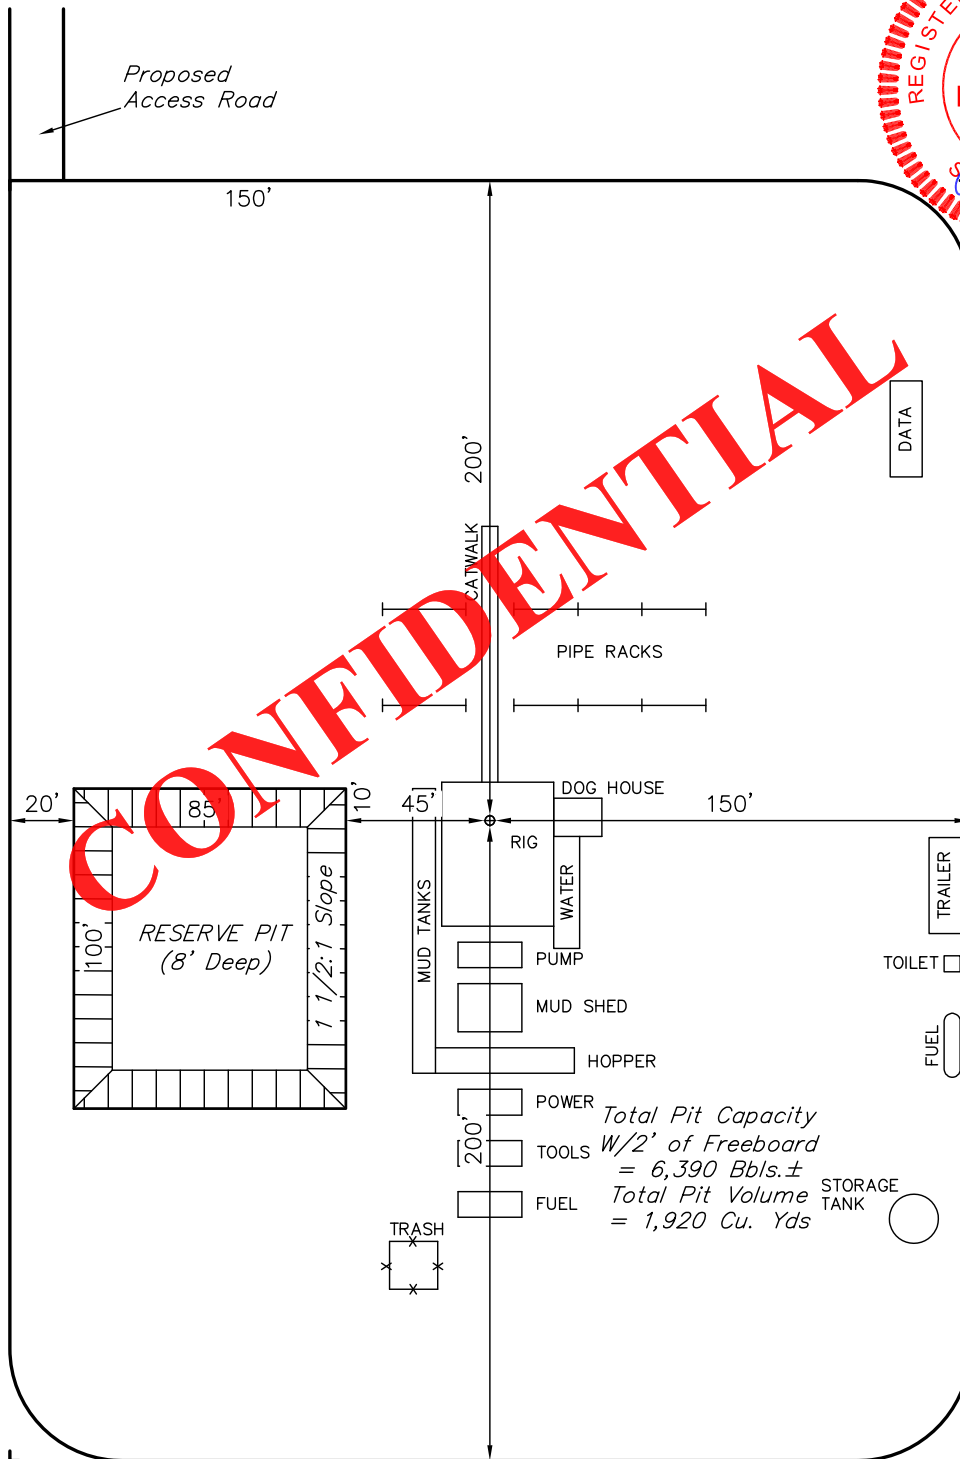 Proposed
Access Road
REGISTE
150'
DATA
200'
CATWALK
CONFIDENTIAL
PIPE RACKS
20'
85'
10'
45'
DOG HOUSE
150'
RIG
WATER
TRAILER
MUD TANKS
RESERVE PIT
(8' Deep)
100'
1 1/2:1 Slope
PUMP
TOILET
MUD SHED
FUEL
HOPPER
POWER
200'
TOOLS
FUEL
Total Pit Capacity
W/2' of Freeboard
= 6,390 Bbls.±
Total Pit Volume
= 1,920 Cu. Yds
STORAGE
TANK
TRASH